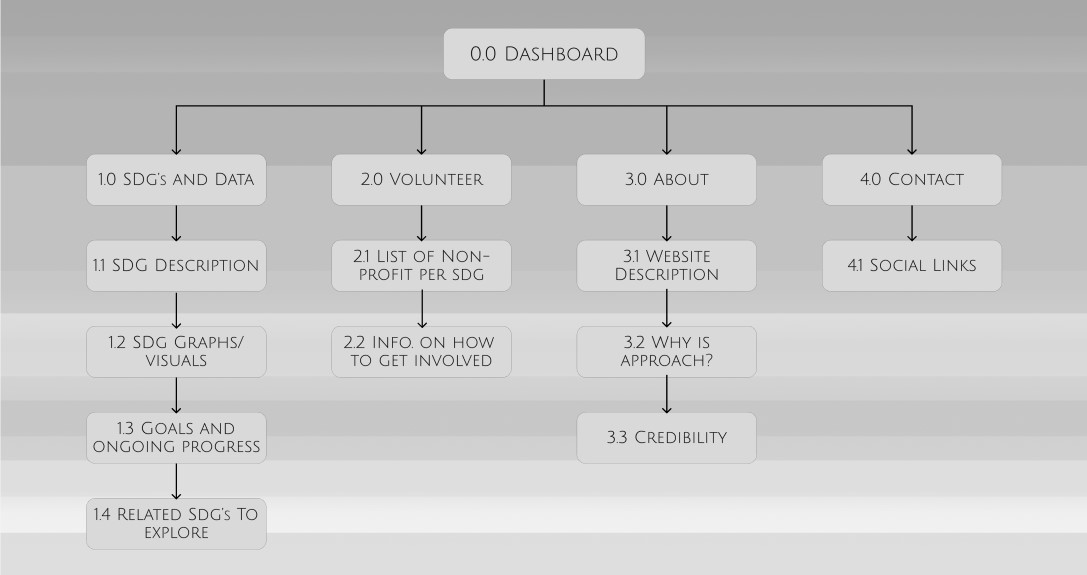 0.0 Dashboard
1.0 SDG's and Data
2.0 Volunteer
3.0 About
4.0 Contact
1.1 SDG Description
2.1 List of Non-
profit per SDG
3.1 Website
Description
4.1 Social Links
1.2 SDG Graphs/
visuals
2.2 Info. on how
to get involved
3.2 Why is
approach?
1.3 Goals and
ongoing progress
3.3 Credibility
1.4 Related SDG's To
explore